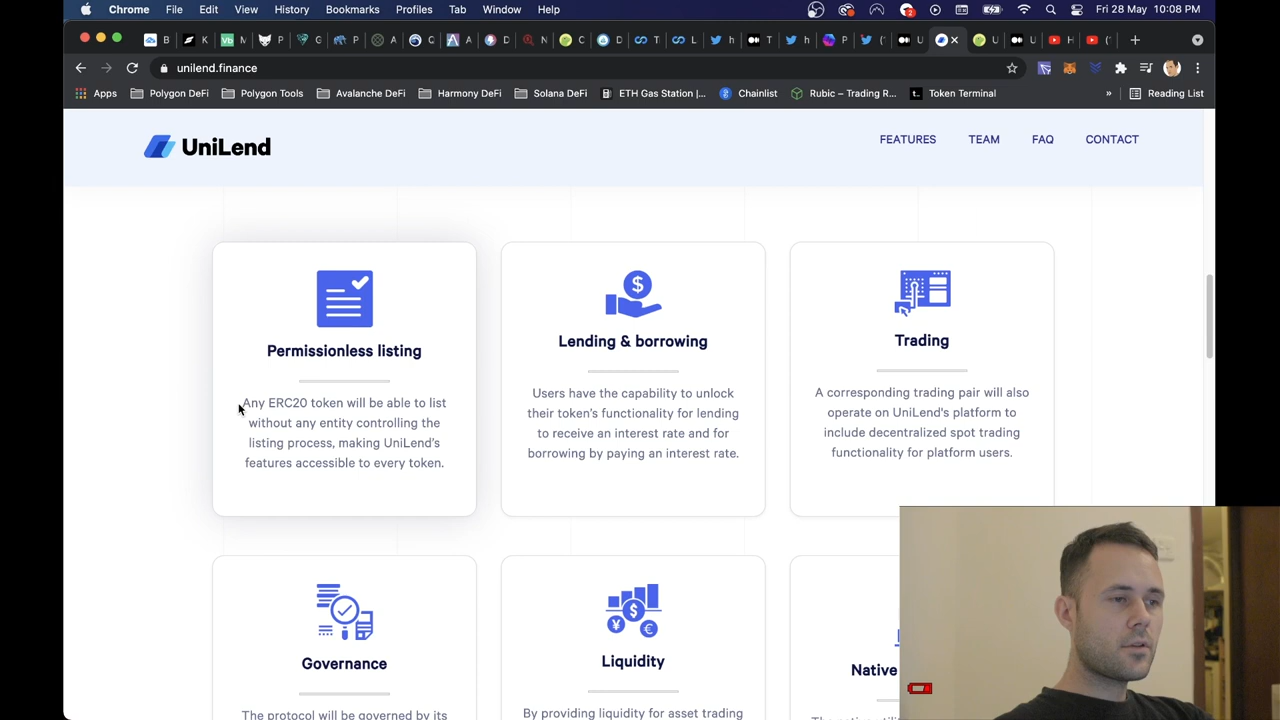 Chrome File Edit View History Bookmarks Profiles Tab Window Help Fri 28 May 10:08 PM
B K Vb M P G P A C A D N C D T L h T h P U U U H
unilend.finance
Apps Polygon DeFi Polygon Tools Avalanche DeFi Harmony DeFi Solana DeFi ETH Gas Station |... Chainlist Rubic – Trading R... t. Token Terminal » Reading List
UniLend
FEATURES TEAM FAQ CONTACT
Permissionless listing
Any ERC20 token will be able to list
without any entity controlling the
listing process, making UniLend's
features accessible to every token.
Lending & borrowing
Users have the capability to unlock
their token's functionality for lending
to receive an interest rate and for
borrowing by paying an interest rate.
Trading
A corresponding trading pair will also
operate on UniLend's platform to
include decentralized spot trading
functionality for platform users.
Governance
The protocol will be governed by its
Liquidity
By providing liquidity for asset trading
Native